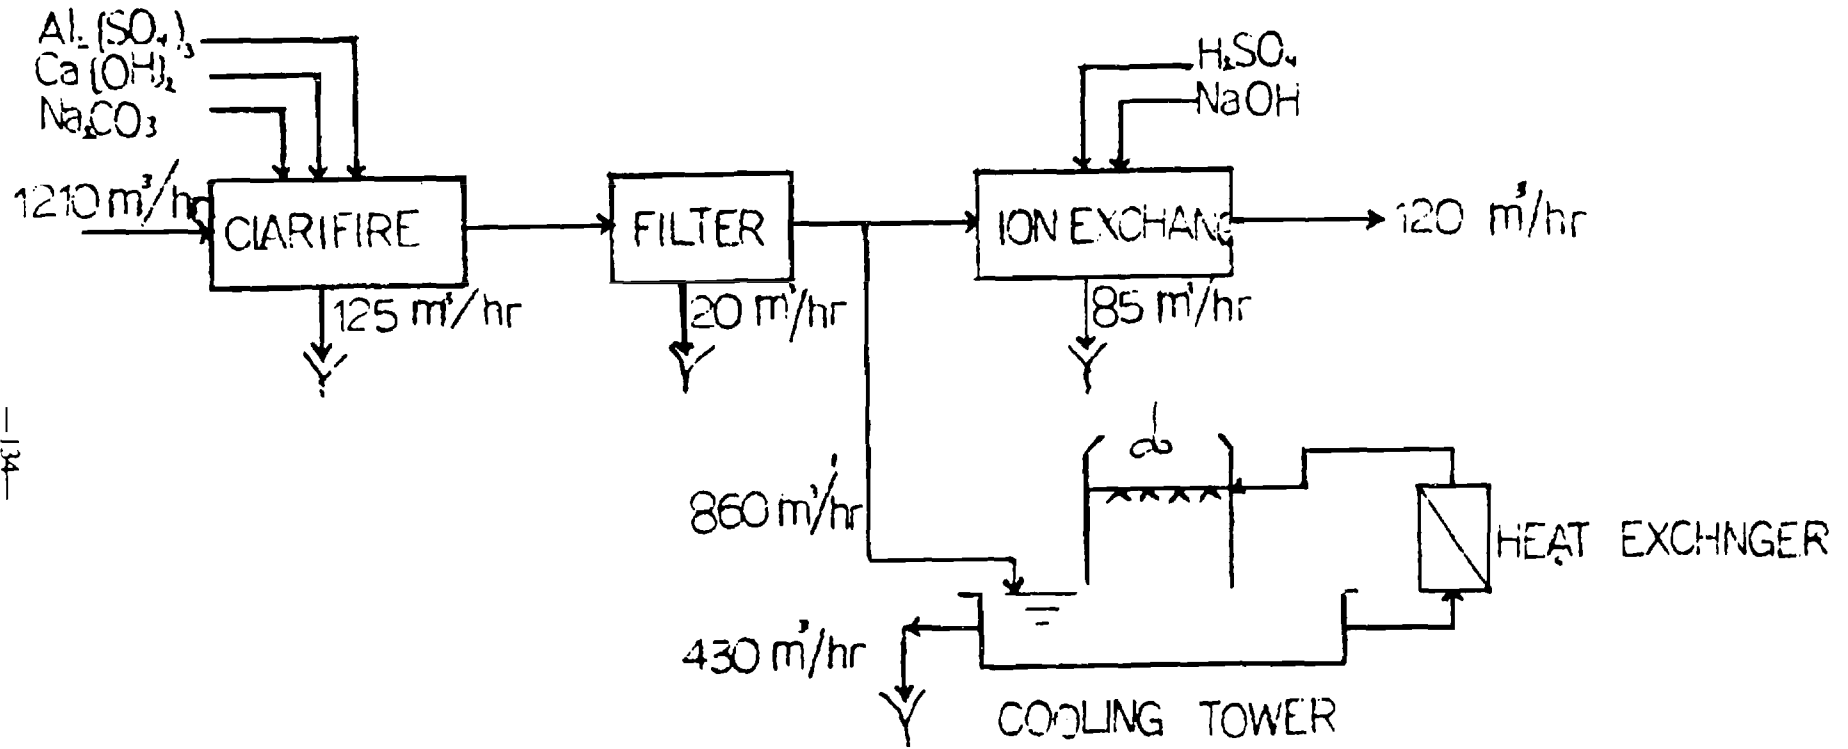 Al₂(SO₄)₃
Ca(OH)₂
Na₂CO₃
1210 m³/hr
CLARIFIRE
125 m³/hr
FILTER
20 m³/hr
H₂SO₄
NaOH
ION EXCHANG
120 m³/hr
85 m³/hr
860 m³/hr
HEAT EXCHNGER
430 m³/hr
COOLING TOWER
—134—